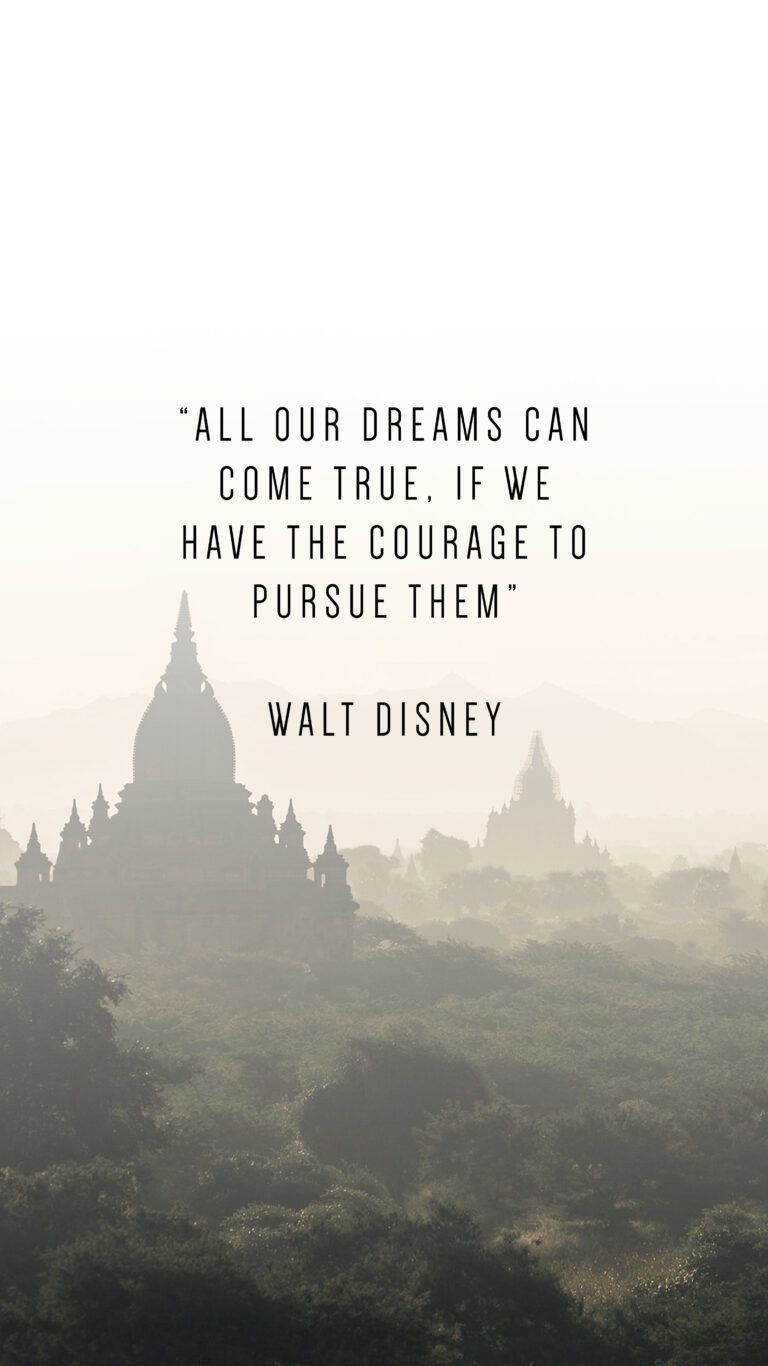 “ALL OUR DREAMS CAN
COME TRUE, IF WE
HAVE THE COURAGE TO
PURSUE THEM”
WALT DISNEY